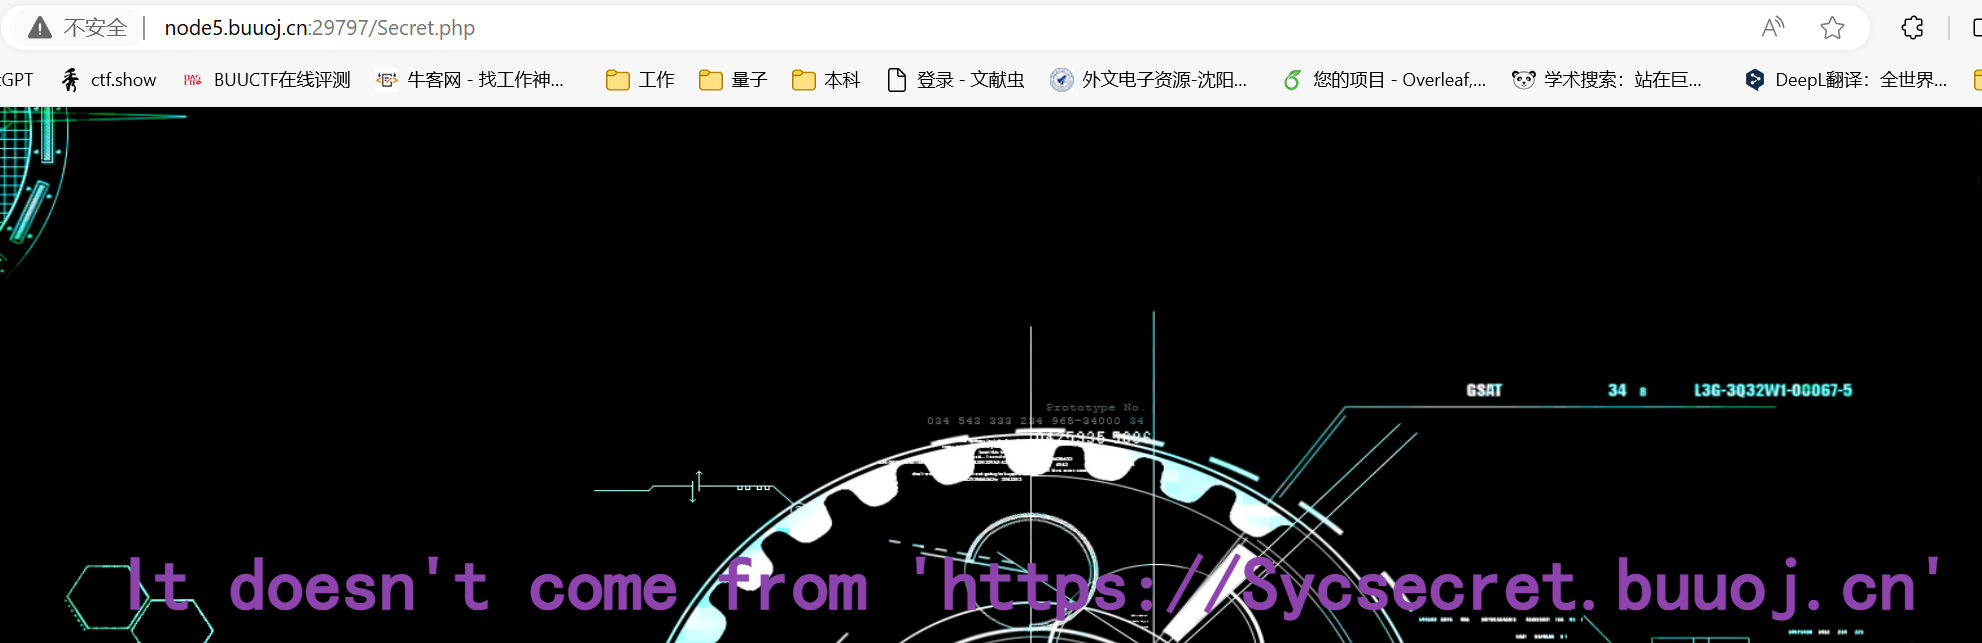 不安全 node5.buuoj.cn:29797/Secret.php
GPT ctf.show BUUCTF在线评测 牛客网 - 找工作神... 工作 量子 本科 登录 - 文献虫 外文电子资源-沈阳... 您的项目 - Overleaf,... 学术搜索：站在巨... DeepL翻译：全世界...
GSAT 34 8 L3G-3Q32W1-00067-5
Prototype No.
034 543 333 234 965-34000 34
It doesn't come from 'https://Sycsecret.buuoj.cn'